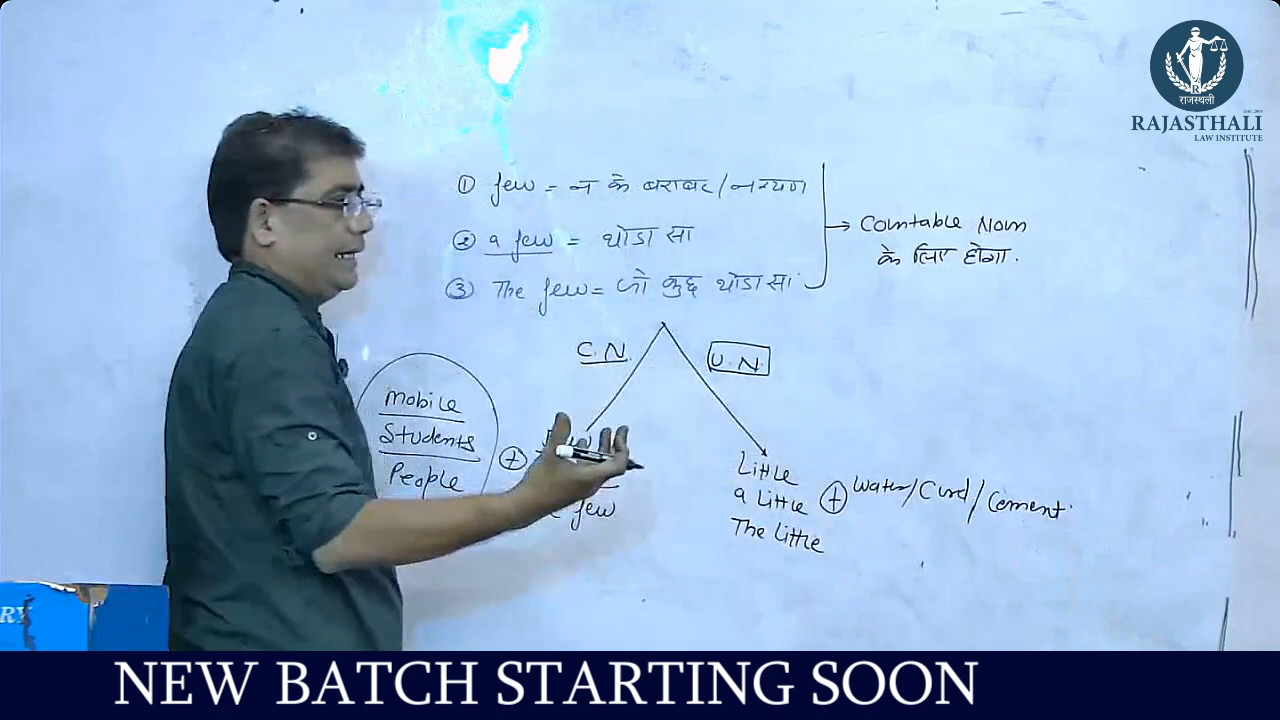 राजस्थली
RAJASTHALI
LAW INSTITUTE
① few = न के बराबर/नगण्य
② a few = थोडा सा
③ The few = जो कुछ थोडा सा
→ Countable Noun
के लिए होगा.
C.N.
U.N.
Mobile
Students
People
+
few
Little
a Little
The Little
+ Water/Curd/Cement.
RY
NEW BATCH STARTING SOON